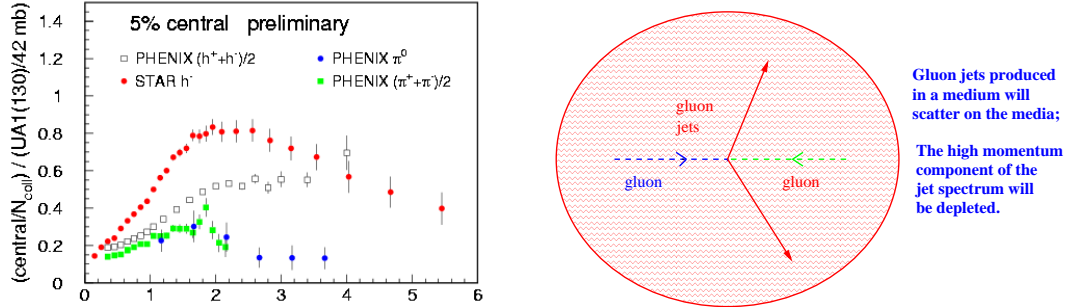 5% central preliminary
PHENIX (h⁺+h⁻)/2
STAR h⁻
PHENIX π⁰
PHENIX (π⁺+π⁻)/2
(central/N_coll) / (UA1(130)/42 mb)
1.4
1.2
1
0.8
0.6
0.4
0.2
0
0 1 2 3 4 5 6
gluon
jets
gluon
gluon
Gluon jets produced
in a medium will
scatter on the media;
The high momentum
component of the
jet spectrum will
be depleted.